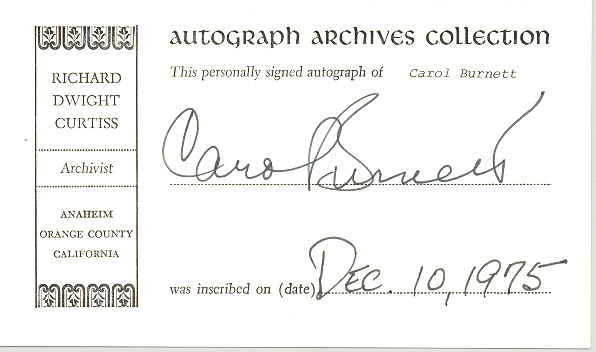 RICHARD
DWIGHT
CURTISS
Archivist
ANAHEIM
ORANGE COUNTY
CALIFORNIA
AUTOGRAPH ARCHIVES COLLECTION
This personally signed autograph of Carol Burnett
Carol Burnett
was inscribed on (date) DEC. 10, 1975